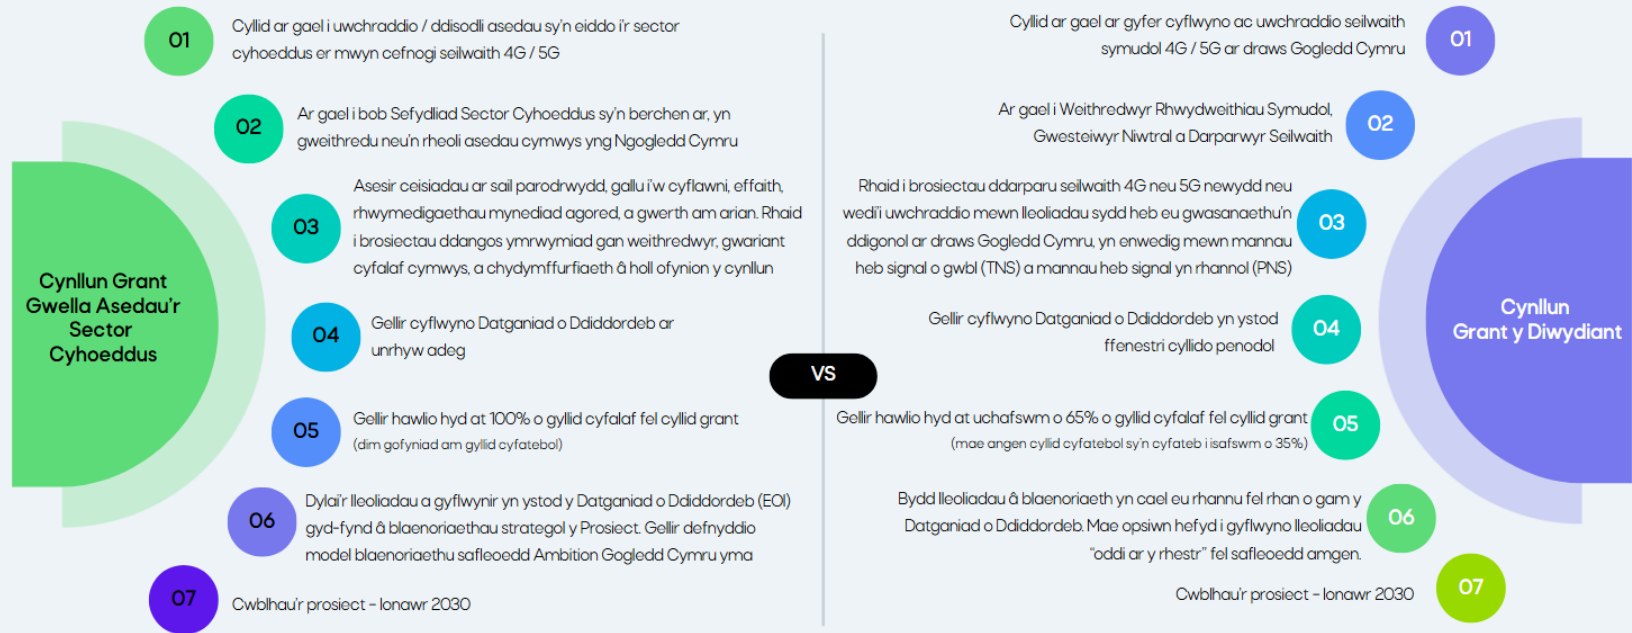 Cynllun Grant
Gwella Asedau'r
Sector
Cyhoeddus
01
Cyllid ar gael i uwchraddio / ddisodli asedau sy'n eiddo i'r sector
cyhoeddus er mwyn cefnogi seilwaith 4G / 5G
02
Ar gael i bob Sefydliad Sector Cyhoeddus sy'n berchen ar, yn
gweithredu neu'n rheoli asedau cymwys yng Ngogledd Cymru
03
Asesir ceisiadau ar sail parodrwydd, gallu i'w cyflawni, effaith,
rhwymedigaethau mynediad agored, a gwerth am arian. Rhaid
i brosiectau ddangos ymrwymiad gan weithredwyr, gwariant
cyfalaf cymwys, a chydymffurfiaeth â holl ofynion y cynllun
04
Gellir cyflwyno Datganiad o Ddiddordeb ar
unrhyw adeg
05
Gellir hawlio hyd at 100% o gyllid cyfalaf fel cyllid grant
(dim gofyniad am gyllid cyfatebol)
06
Dylai'r lleoliadau a gyflwynir yn ystod y Datganiad o Ddiddordeb (EOI)
gyd-fynd â blaenoriaethau strategol y Prosiect. Gellir defnyddio
model blaenoriaethu safleoedd Ambition Gogledd Cymru yma
07
Cwblhau'r prosiect - Ionawr 2030
VS
Cynllun
Grant y Diwydiant
Cyllid ar gael ar gyfer cyflwyno ac uwchraddio seilwaith
symudol 4G / 5G ar draws Gogledd Cymru
01
Ar gael i Weithredwyr Rhwydweithiau Symudol,
Gwesteiwyr Niwtral a Darparwyr Seilwaith
02
Rhaid i brosiectau ddarparu seilwaith 4G neu 5G newydd neu
wedi'i uwchraddio mewn lleoliadau sydd heb eu gwasanaethu'n
ddigonol ar draws Gogledd Cymru, yn enwedig mewn mannau
heb signal o gwbl (TNS) a mannau heb signal yn rhannol (PNS)
03
Gellir cyflwyno Datganiad o Ddiddordeb yn ystod
ffenestri cyllido penodol
04
Gellir hawlio hyd at uchafswm o 65% o gyllid cyfalaf fel cyllid grant
(mae angen cyllid cyfatebol sy'n cyfateb i isafswm o 35%)
05
Bydd lleoliadau â blaenoriaeth yn cael eu rhannu fel rhan o gam y
Datganiad o Ddiddordeb. Mae opsiwn hefyd i gyflwyno lleoliadau
"oddi ar y rhestr" fel safleoedd amgen.
06
Cwblhau'r prosiect - Ionawr 2030
07